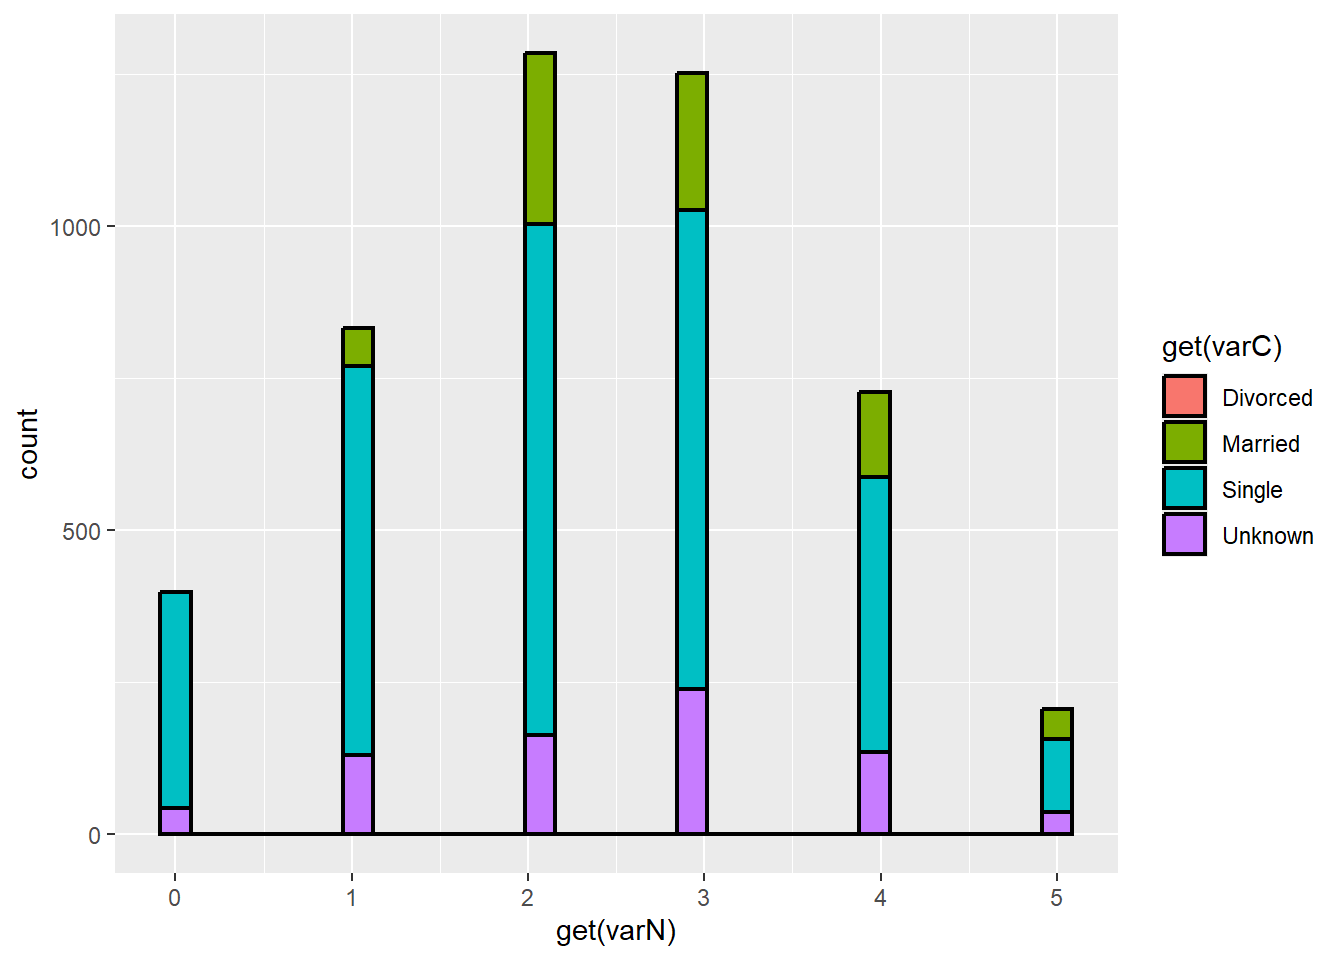 1000
500
0
count
0 1 2 3 4 5
get(varN)
get(varC)
Divorced
Married
Single
Unknown